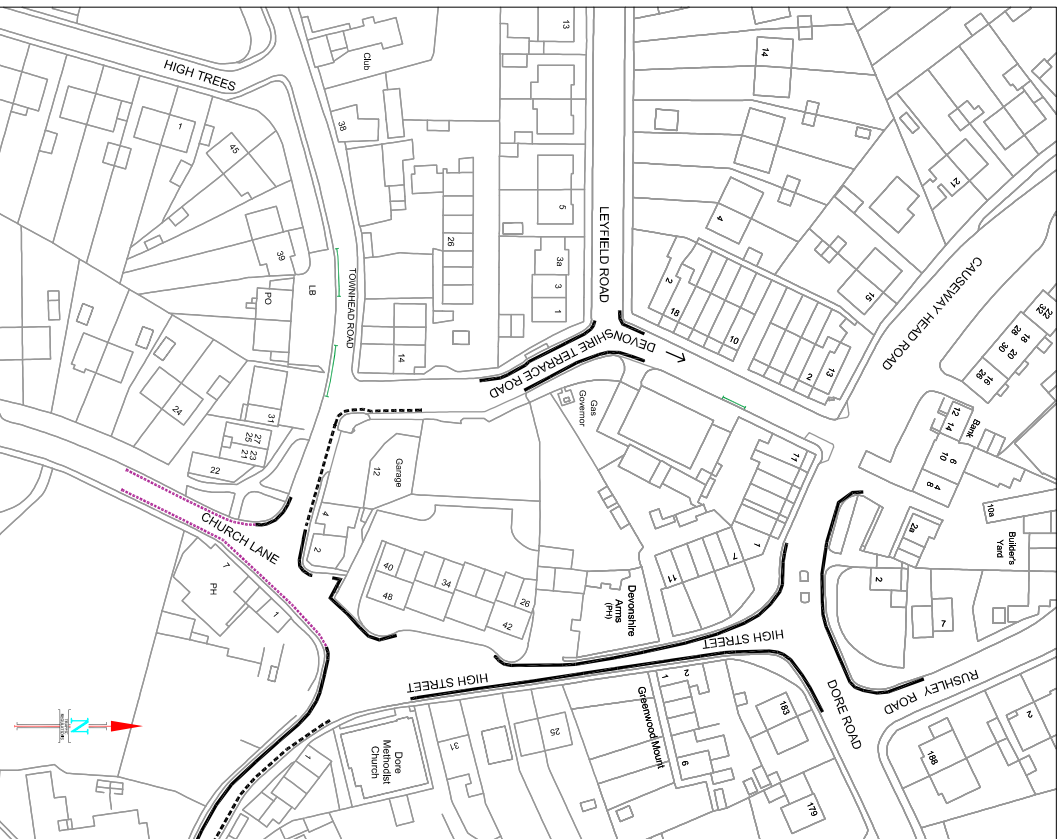 HIGH TREES
Club
38
1
45
39
PO
LB
TOWNHEAD ROAD
26
14
24
31
27
25
23
21
22
13
5
3a
3
1
LEYFIELD ROAD
14
4
2
18
10
2
13
DEVONSHIRE TERRACE ROAD
21
15
CAUSEWAY HEAD ROAD
Gas
Governor
11
1
7
11
Garage
12
4
2
CHURCH LANE
PH
7
1
40
48
34
26
42
Devonshire
Arms
(PH)
HIGH STREET
HIGH STREET
12
14
Bank
10
6
8
4
2a
10a
Builder's
Yard
2
7
RUSHLEY ROAD
DORE ROAD
2
188
183
179
Greenwood Mount
1
2
6
25
31
Dore
Methodist
Church
1
N